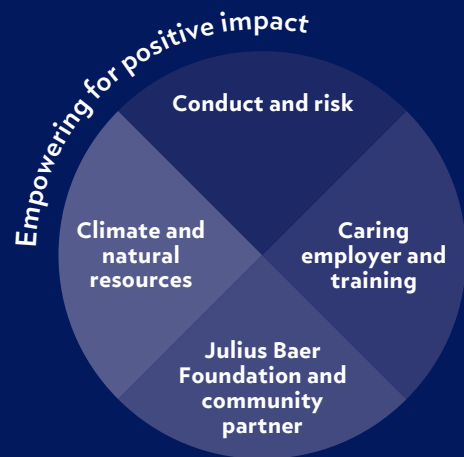 Empowering for positive impact
Conduct and risk
Climate and
natural
resources
Caring
employer and
training
Julius Baer
Foundation and
community
partner